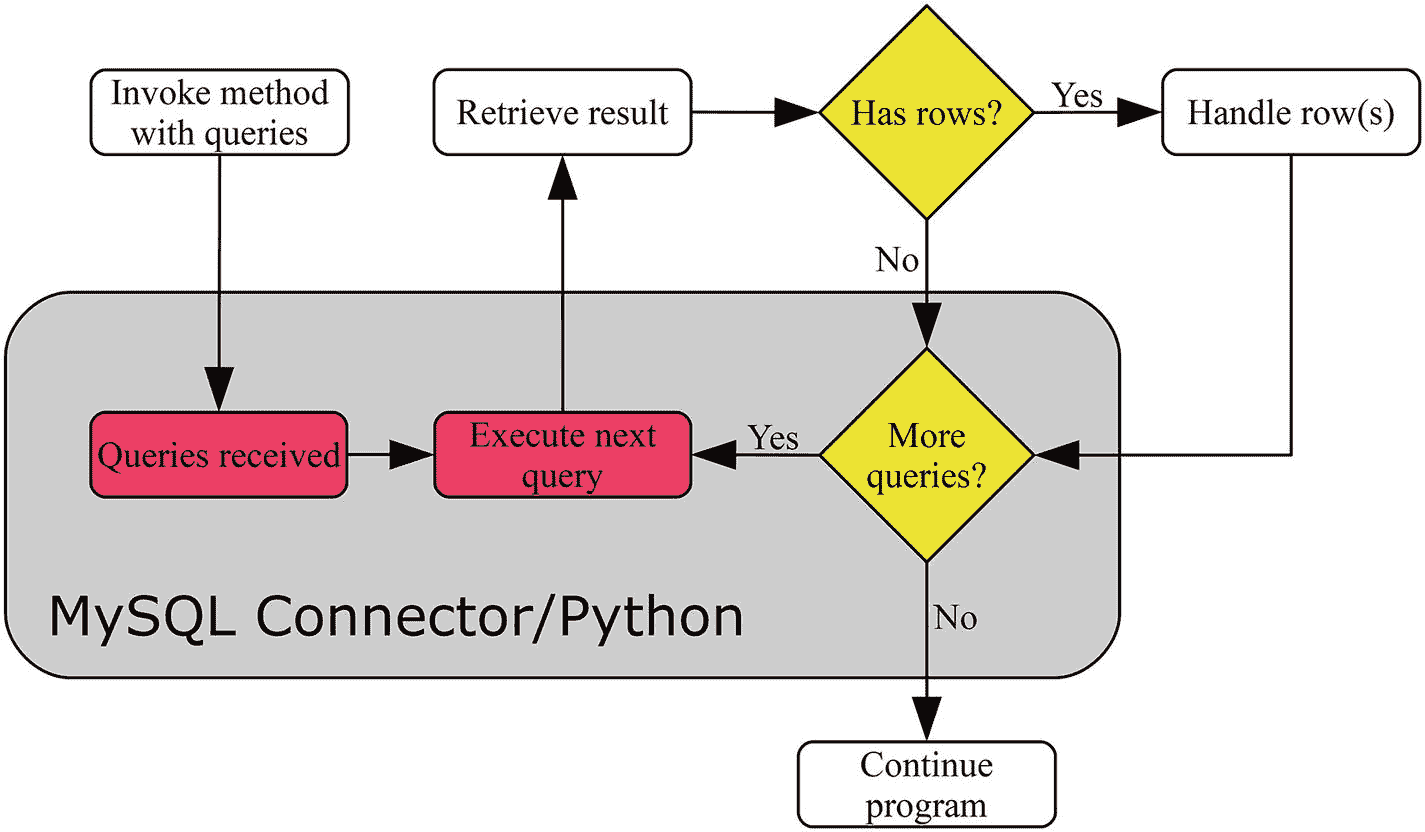 Invoke method
with queries
Retrieve result
Has rows?
Yes
Handle row(s)
No
Queries received
Execute next
query
Yes
More
queries?
MySQL Connector/Python
No
Continue
program